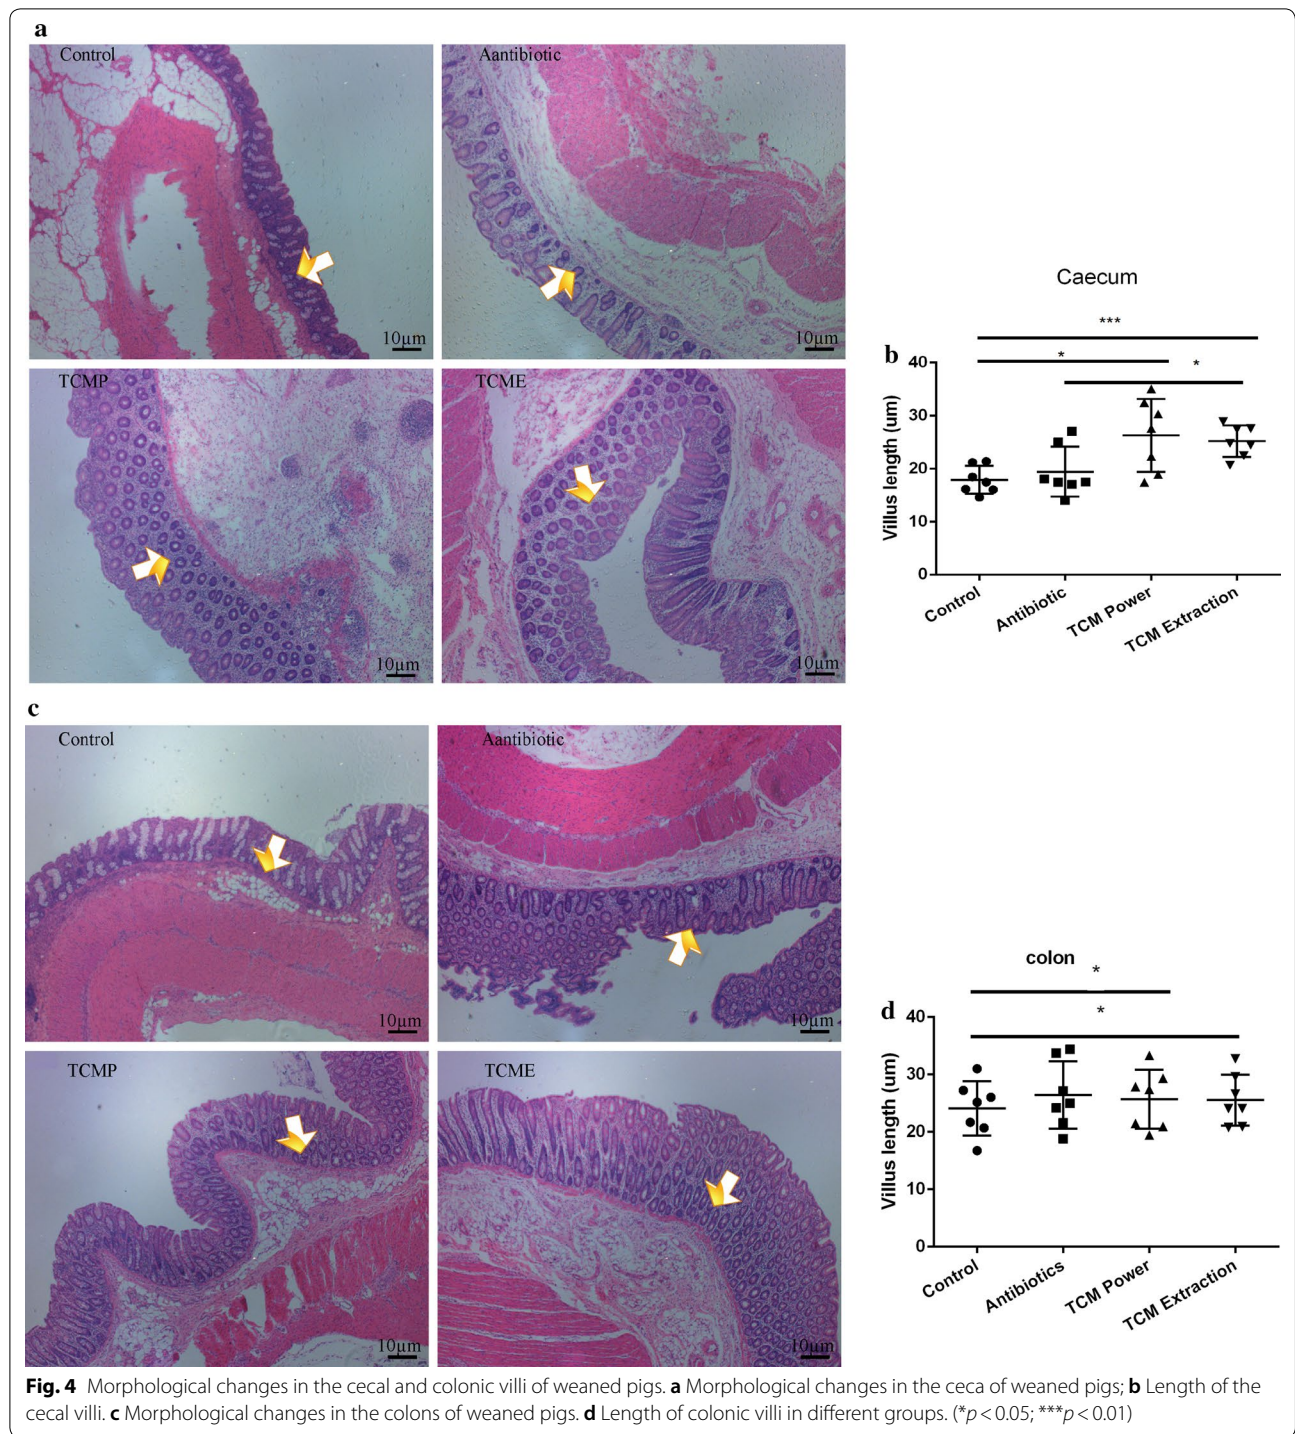 a
Control
Aantibiotic
10μm
10μm
TCMP
TCME
10μm
10μm
Caecum
b
***
*
*
Villus length (um)
40
30
20
10
0
Control
Antibiotic
TCM Power
TCM Extraction
c
Control
Aantibiotic
10μm
10μm
TCMP
TCME
10μm
10μm
colon
d
*
*
Villus length (um)
40
30
20
10
0
Control
Antibiotics
TCM Power
TCM Extraction
Fig. 4 Morphological changes in the cecal and colonic villi of weaned pigs. a Morphological changes in the ceca of weaned pigs; b Length of the
cecal villi. c Morphological changes in the colons of weaned pigs. d Length of colonic villi in different groups. (*p < 0.05; ***p < 0.01)